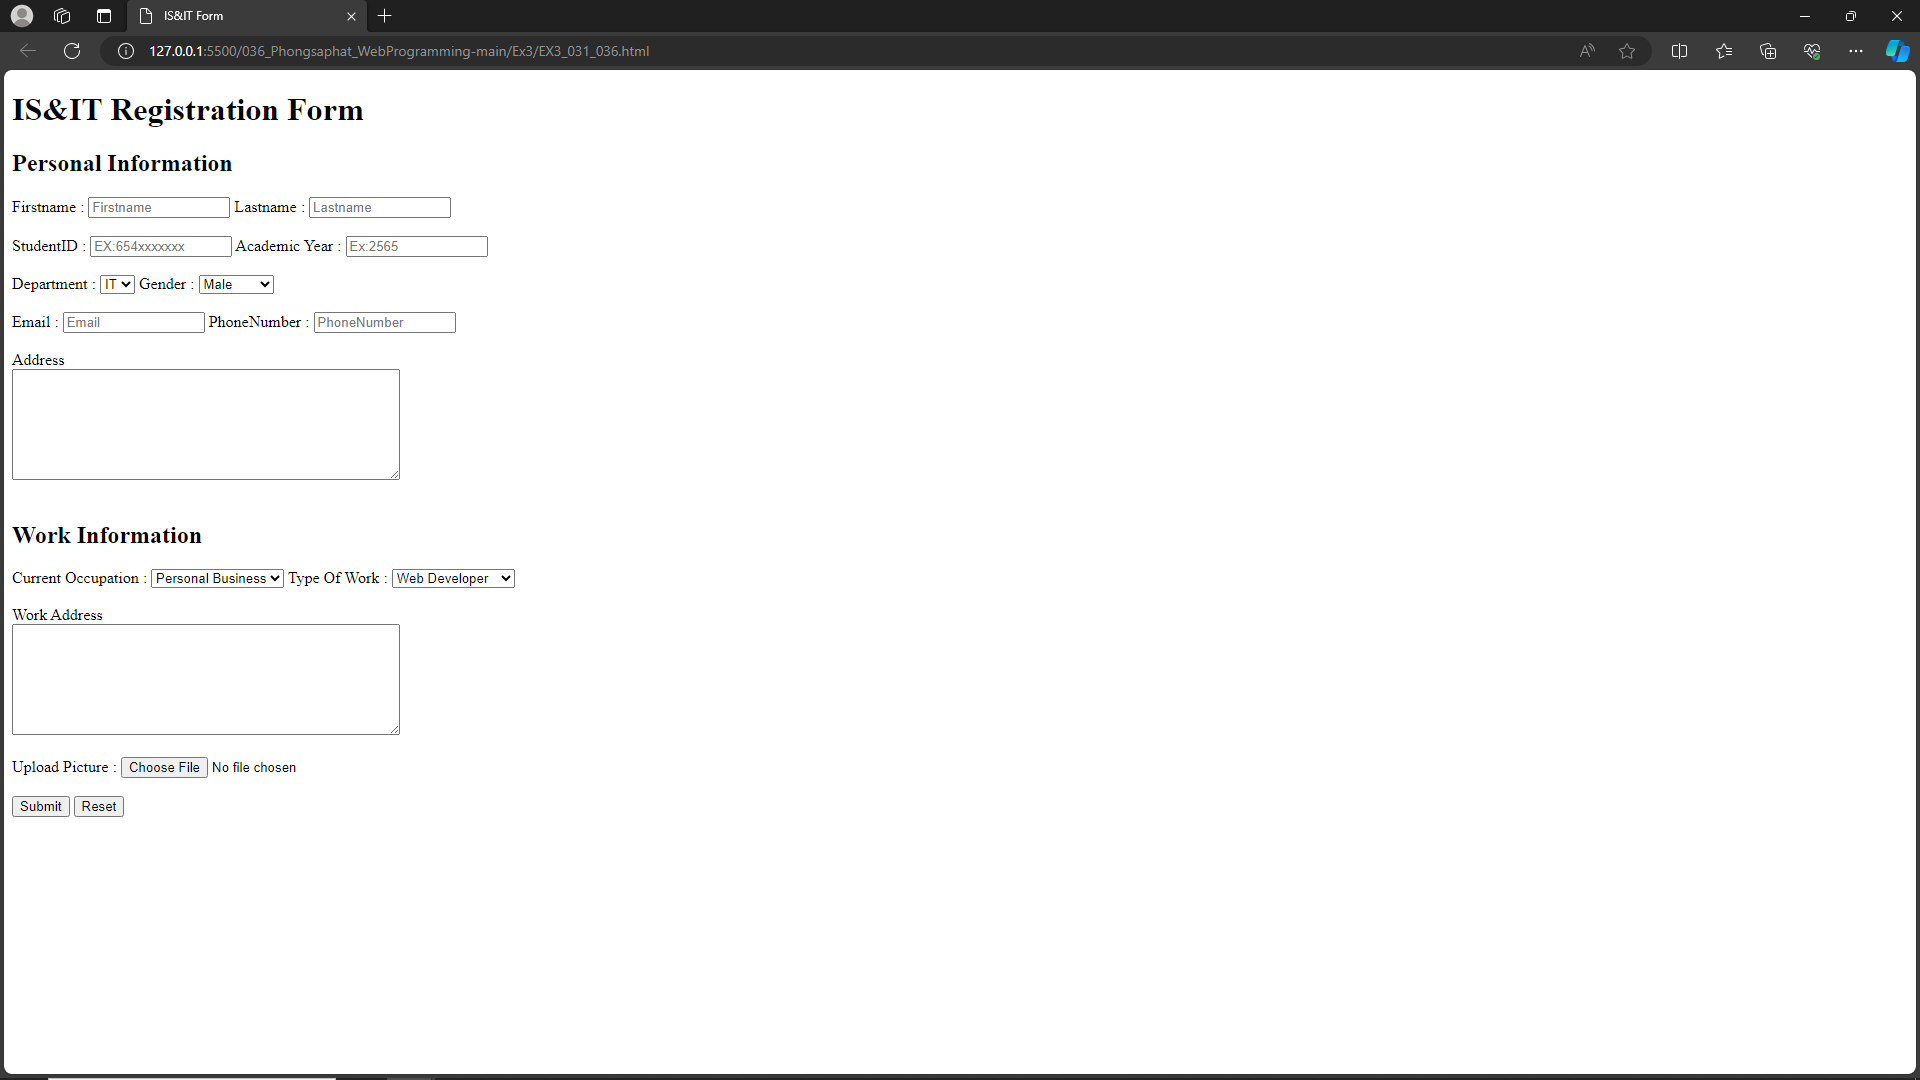 IS&IT Form
127.0.0.1:5500/036_Phongsaphat_WebProgramming-main/Ex3/EX3_031_036.html
IS&IT Registration Form
Personal Information
Firstname : Firstname Lastname : Lastname
StudentID : EX:654xxxxxxx Academic Year : Ex:2565
Department : IT Gender : Male
Email : Email PhoneNumber : PhoneNumber
Address
Work Information
Current Occupation : Personal Business Type Of Work : Web Developer
Work Address
Upload Picture : Choose File No file chosen
Submit Reset